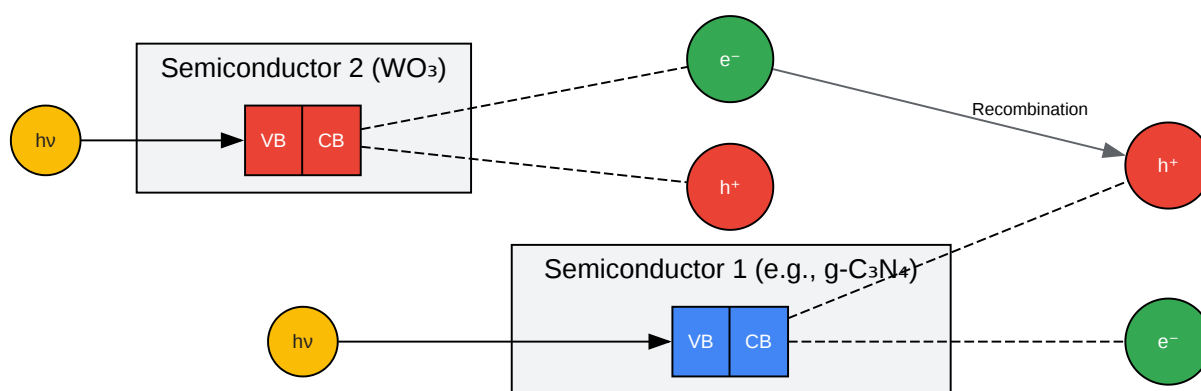 Semiconductor 2 (WO₃)
hν
VB
CB
e⁻
h⁺
Recombination
h⁺
Semiconductor 1 (e.g., g-C₃N₄)
hν
VB
CB
e⁻